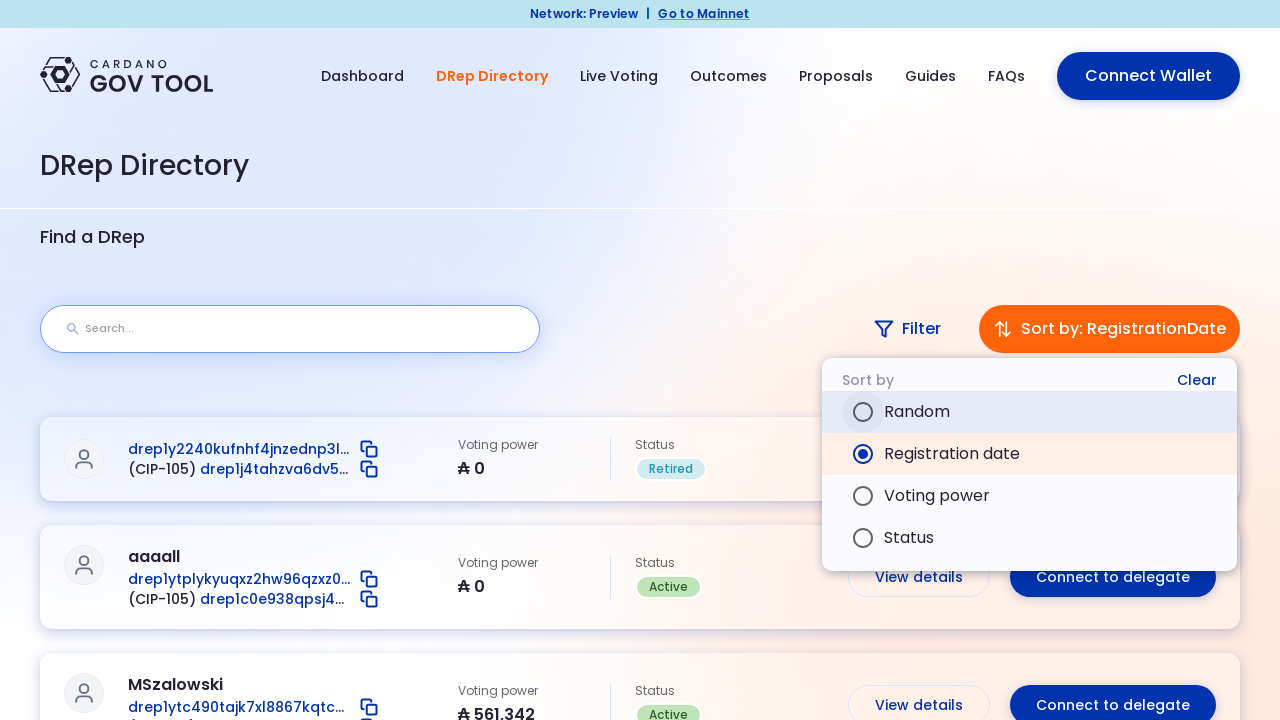 Network: Preview | Go to Mainnet
CARDANO
GOV TOOL
Dashboard DRep Directory Live Voting Outcomes Proposals Guides FAQs Connect Wallet
DRep Directory
Find a DRep
Search...
Filter
Sort by: RegistrationDate
Sort by Clear
Random
Registration date
Voting power
Status
drep1y2240kufnhf4jnzednp3l...
(CIP-105) drep1j4tahzva6dv5...
Voting power
₳ 0
Status
Retired
aaaall
drep1ytplykyuqxz2hw96qzxz0...
(CIP-105) drep1c0e938qpsj4...
Voting power
₳ 0
Status
Active
View details
Connect to delegate
MSzalowski
drep1ytc490tajk7xl8867kqtc...
Voting power
₳ 561,342
Status
Active
View details
Connect to delegate